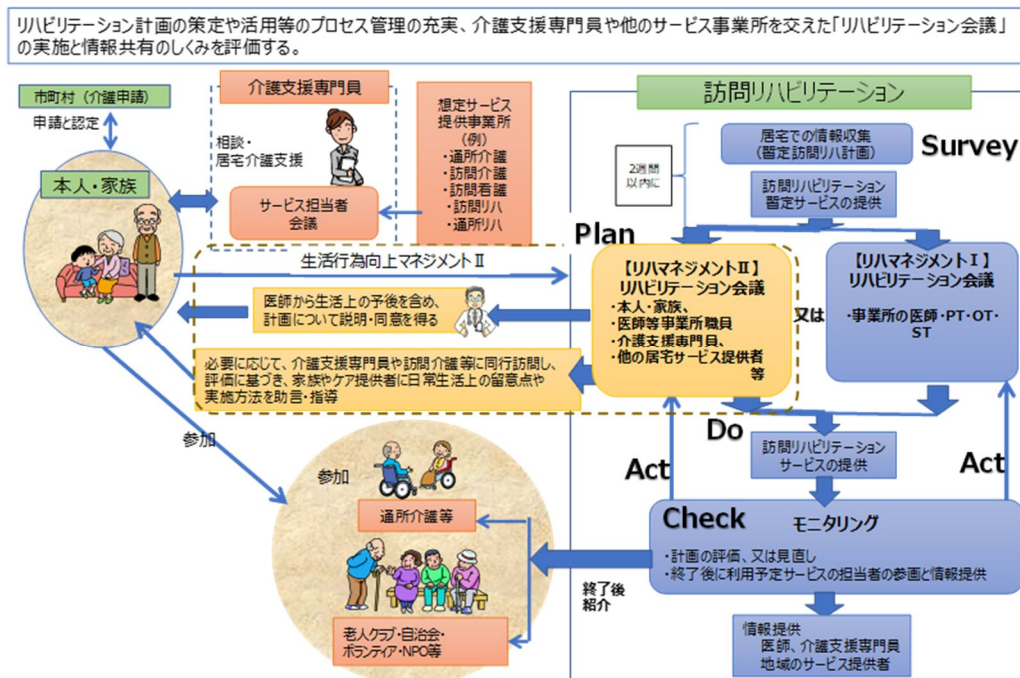 リハビリテーション計画の策定や活用等のプロセス管理の充実、介護支援専門員や他のサービス事業所を交えた「リハビリテーション会議」
の実施と情報共有のしくみを評価する。
市町村（介護申請）
申請と認定
本人・家族
介護支援専門員
相談・
居宅介護支援
サービス担当者
会議
想定サービス
提供事業所
（例）
・通所介護
・訪問介護
・訪問看護
・訪問リハ
・通所リハ
訪問リハビリテーション
2週間
以内に
居宅での情報収集
（暫定訪問リハ計画）
Survey
訪問リハビリテーション
暫定サービスの提供
Plan
【リハマネジメントⅡ】
リハビリテーション会議
・本人・家族、
・医師等事業所職員
・介護支援専門員、
・他の居宅サービス提供者
等
又は
【リハマネジメントⅠ】
リハビリテーション会議
・事業所の医師・PT・OT・
ST
生活行為向上マネジメントⅡ
医師から生活上の予後を含め、
計画について説明・同意を得る
必要に応じて、介護支援専門員や訪問介護等に同行訪問し、
評価に基づき、家族やケア提供者に日常生活上の留意点や
実施方法を助言・指導
参加
Do
訪問リハビリテーション
サービスの提供
Act
Act
Check
モニタリング
・計画の評価、又は見直し
・終了後に利用予定サービスの担当者の参画と情報提供
終了後
紹介
参加
通所介護等
老人クラブ・自治会・
ボランティア・NPO等
情報提供
医師、介護支援専門員
地域のサービス提供者